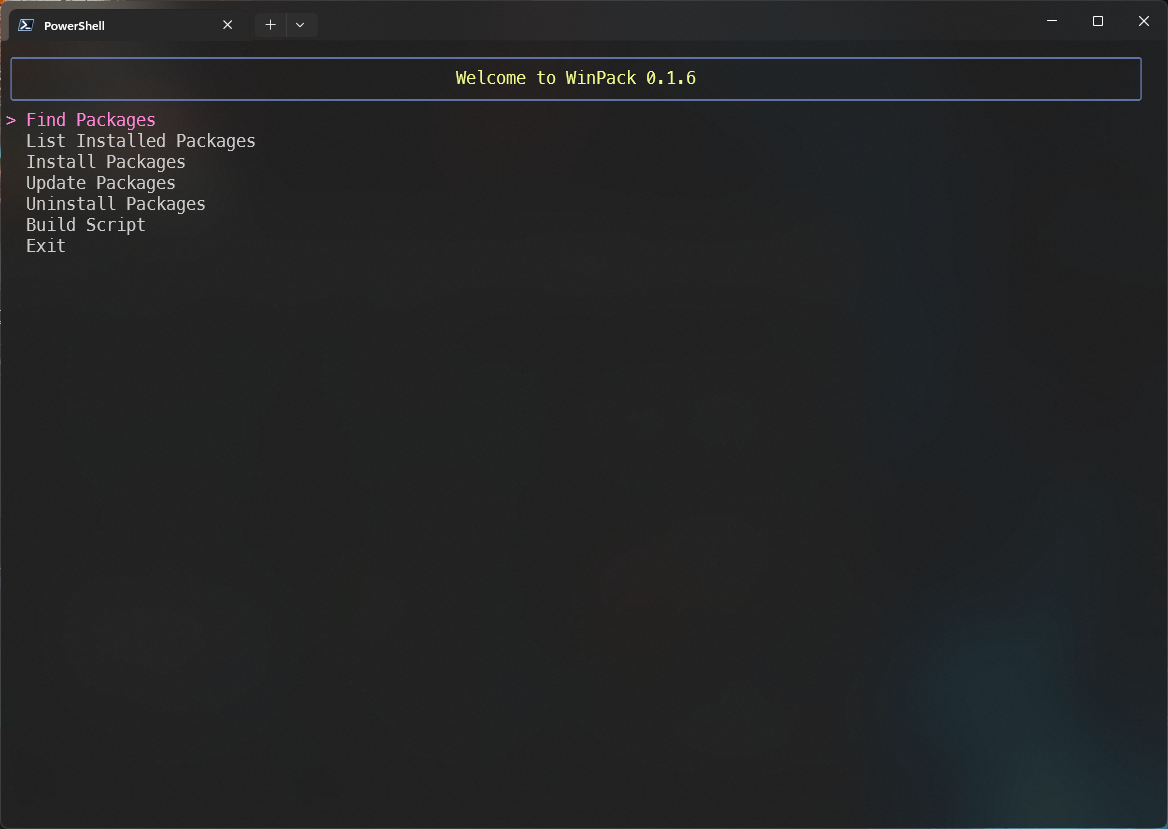 PowerShell
Welcome to WinPack 0.1.6
> Find Packages
List Installed Packages
Install Packages
Update Packages
Uninstall Packages
Build Script
Exit